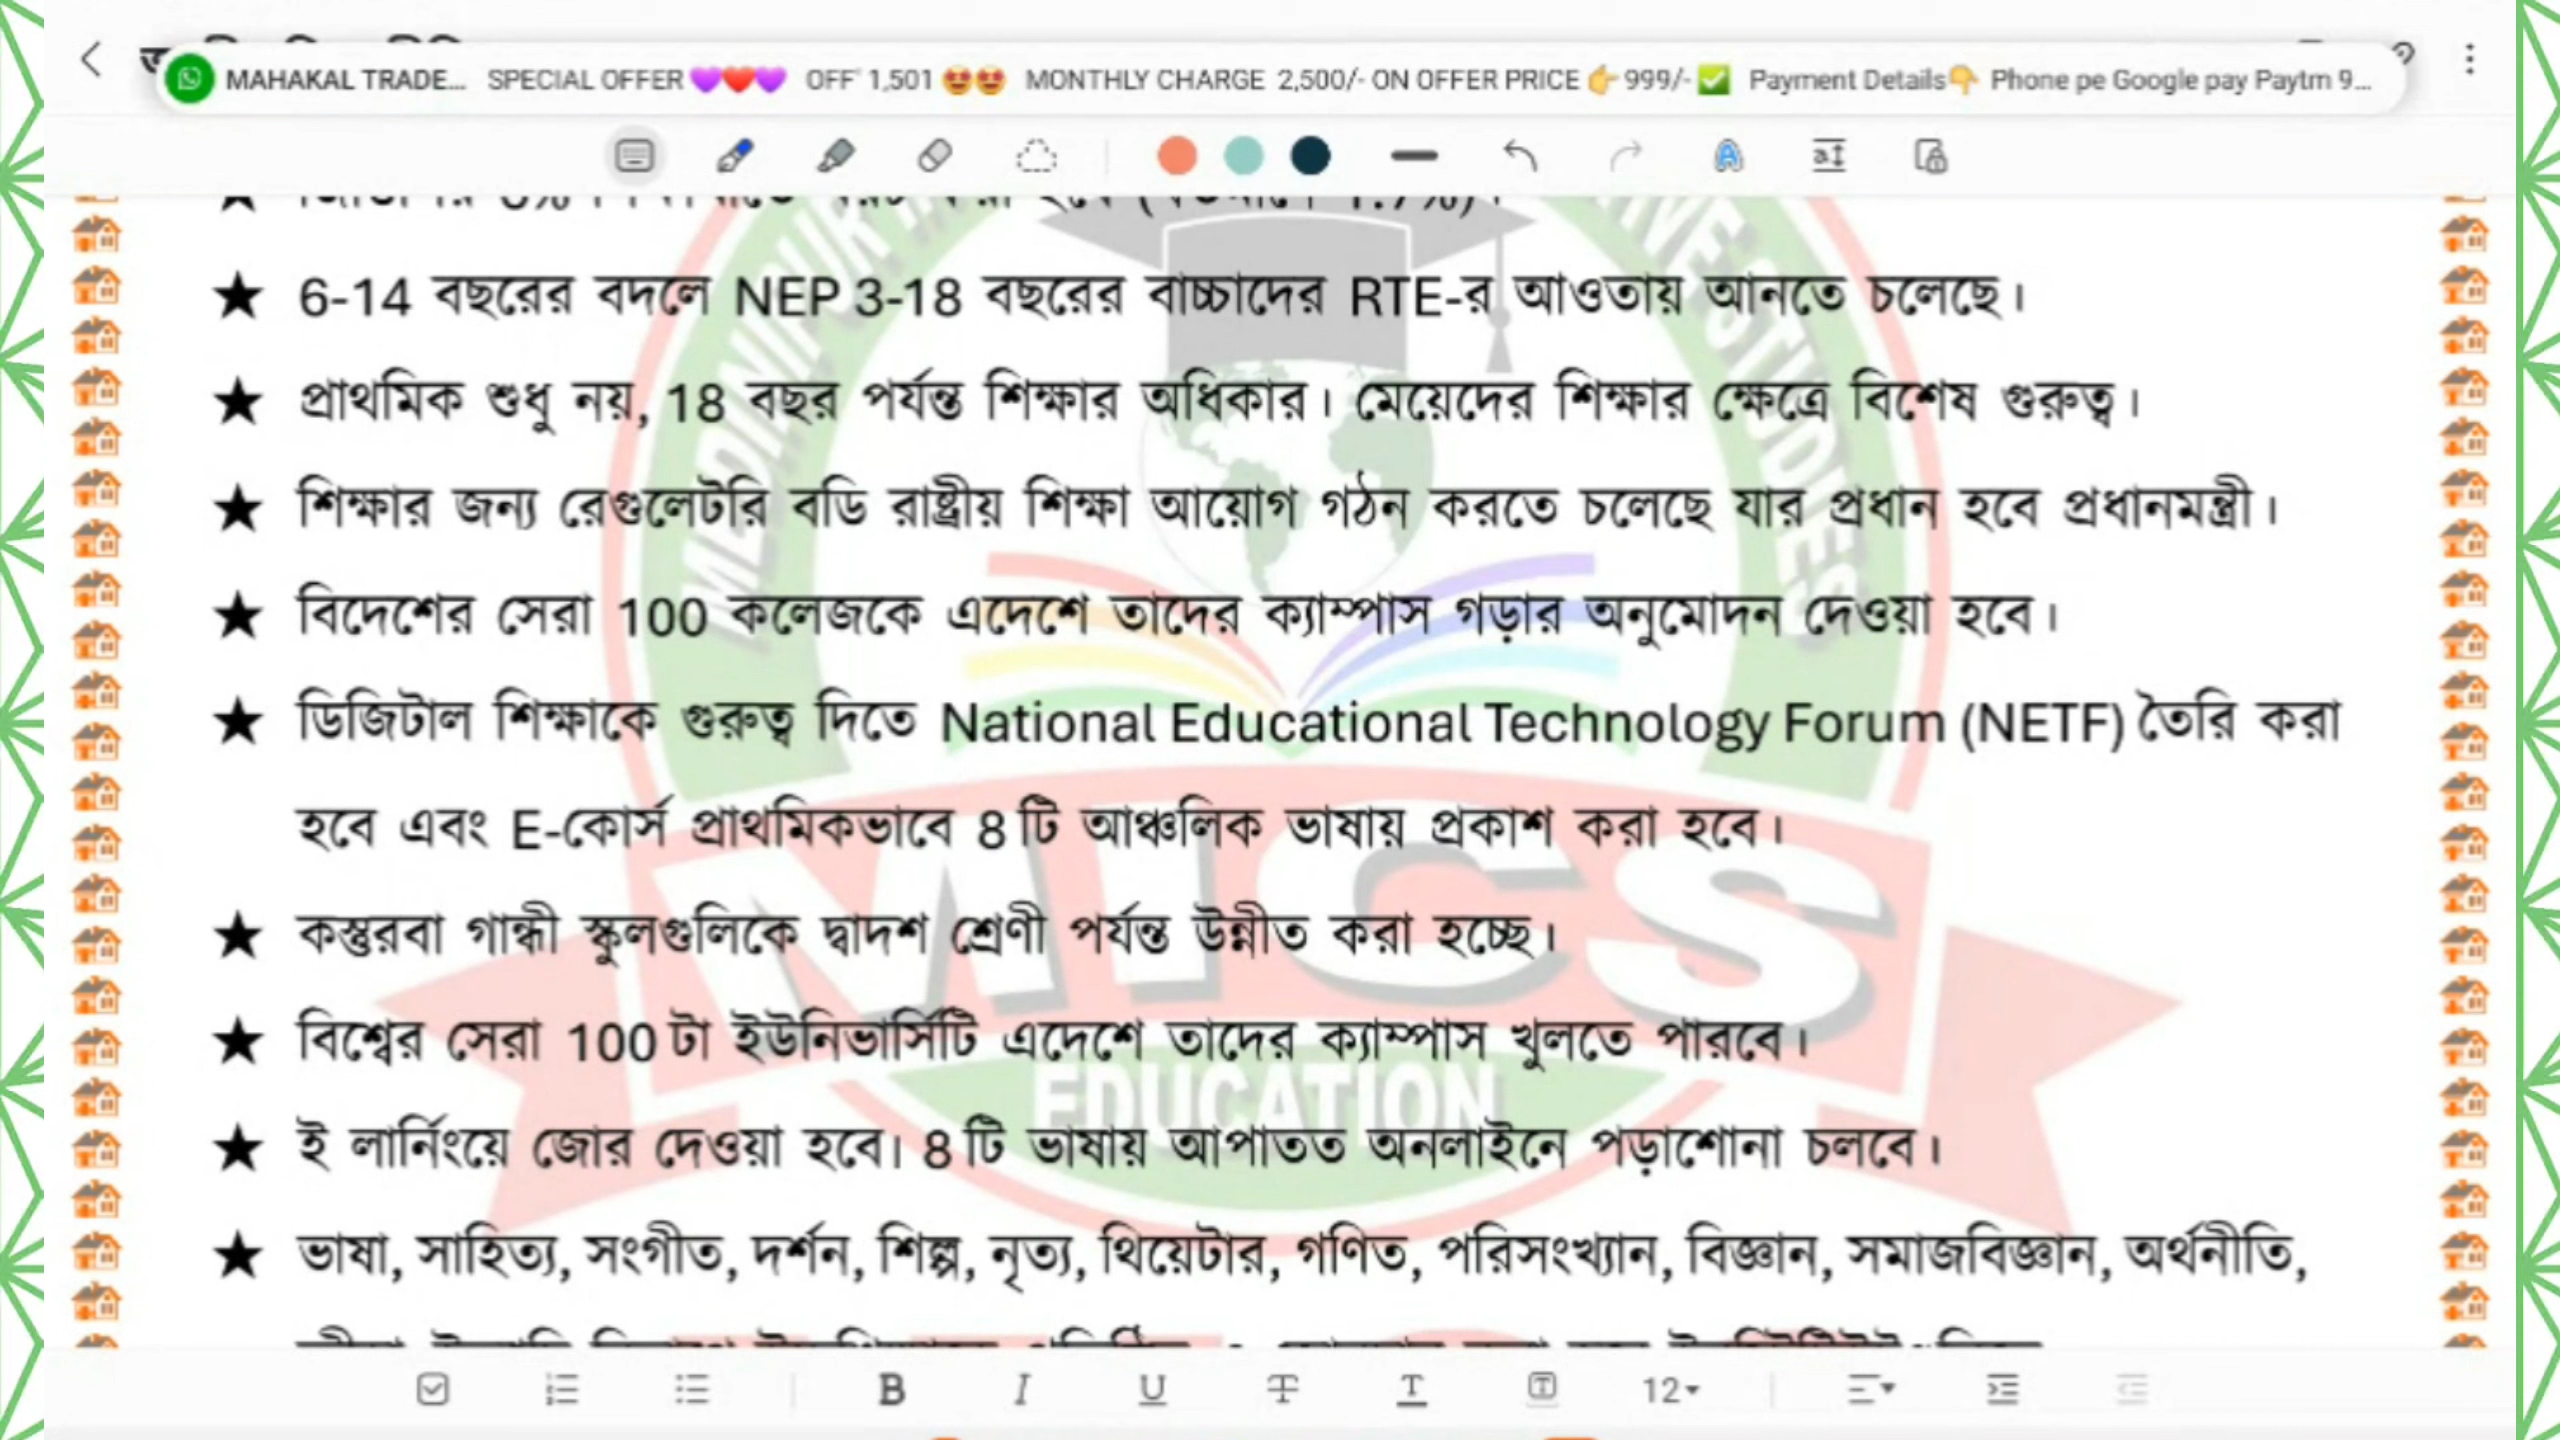 MAHAKAL TRADE... SPECIAL OFFER 💜❤️💜 OFF 1,501 😍😍 MONTHLY CHARGE 2,500/- ON OFFER PRICE 👉 999/- ✅ Payment Details👇 Phone pe Google pay Paytm 9...
★ 6-14 বছরের বদলে NEP 3-18 বছরের বাচ্চাদের RTE-র আওতায় আনতে চলেছে।
★ প্রাথমিক শুধু নয়, 18 বছর পর্যন্ত শিক্ষার অধিকার। মেয়েদের শিক্ষার ক্ষেত্রে বিশেষ গুরুত্ব।
★ শিক্ষার জন্য রেগুলেটরি বডি রাষ্ট্রীয় শিক্ষা আয়োগ গঠন করতে চলেছে যার প্রধান হবে প্রধানমন্ত্রী।
★ বিদেশের সেরা 100 কলেজকে এদেশে তাদের ক্যাম্পাস গড়ার অনুমোদন দেওয়া হবে।
★ ডিজিটাল শিক্ষাকে গুরুত্ব দিতে National Educational Technology Forum (NETF) তৈরি করা
হবে এবং E-কোর্স প্রাথমিকভাবে 8 টি আঞ্চলিক ভাষায় প্রকাশ করা হবে।
★ কস্তুরবা গান্ধী স্কুলগুলিকে দ্বাদশ শ্রেণী পর্যন্ত উন্নীত করা হচ্ছে।
★ বিশ্বের সেরা 100 টা ইউনিভার্সিটি এদেশে তাদের ক্যাম্পাস খুলতে পারবে।
★ ই লার্নিংয়ে জোর দেওয়া হবে। 8 টি ভাষায় আপাতত অনলাইনে পড়াশোনা চলবে।
★ ভাষা, সাহিত্য, সংগীত, দর্শন, শিল্প, নৃত্য, থিয়েটার, গণিত, পরিসংখ্যান, বিজ্ঞান, সমাজবিজ্ঞান, অর্থনীতি,
MICS
EDUCATION
B I U T T 12